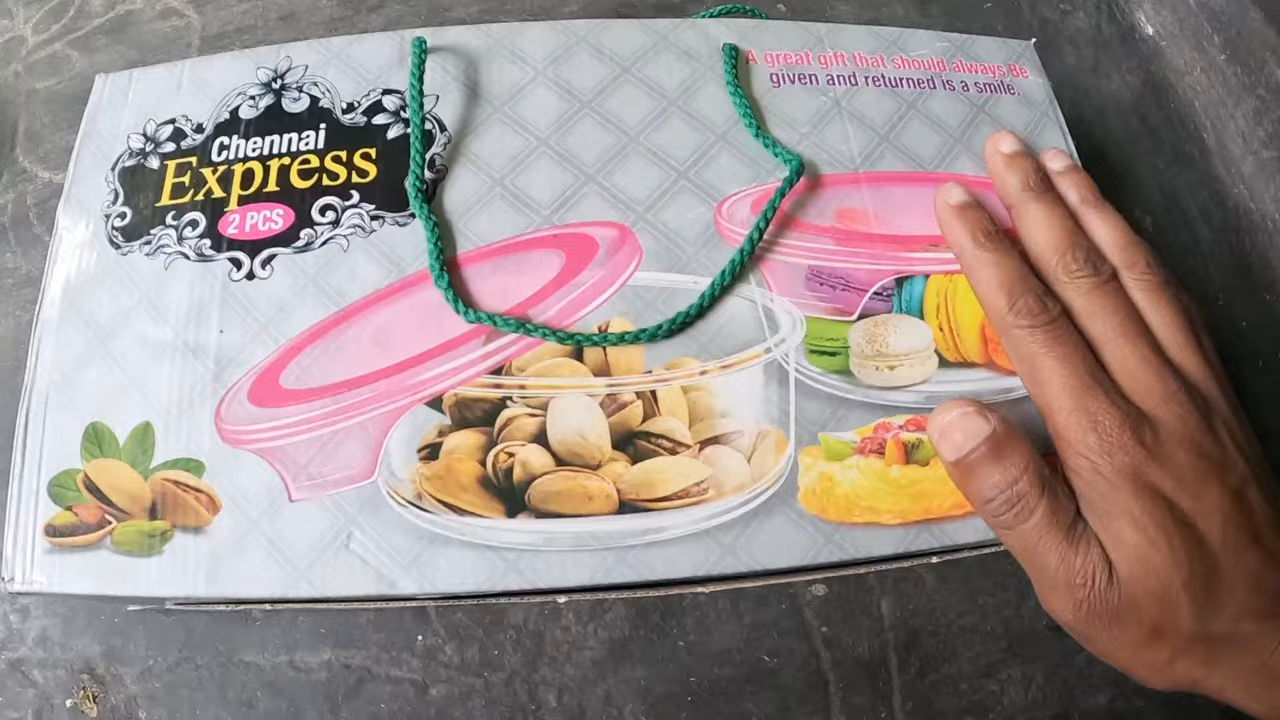 Chennai
Express
2 PCS
A great gift that should always Be
given and returned is a smile.